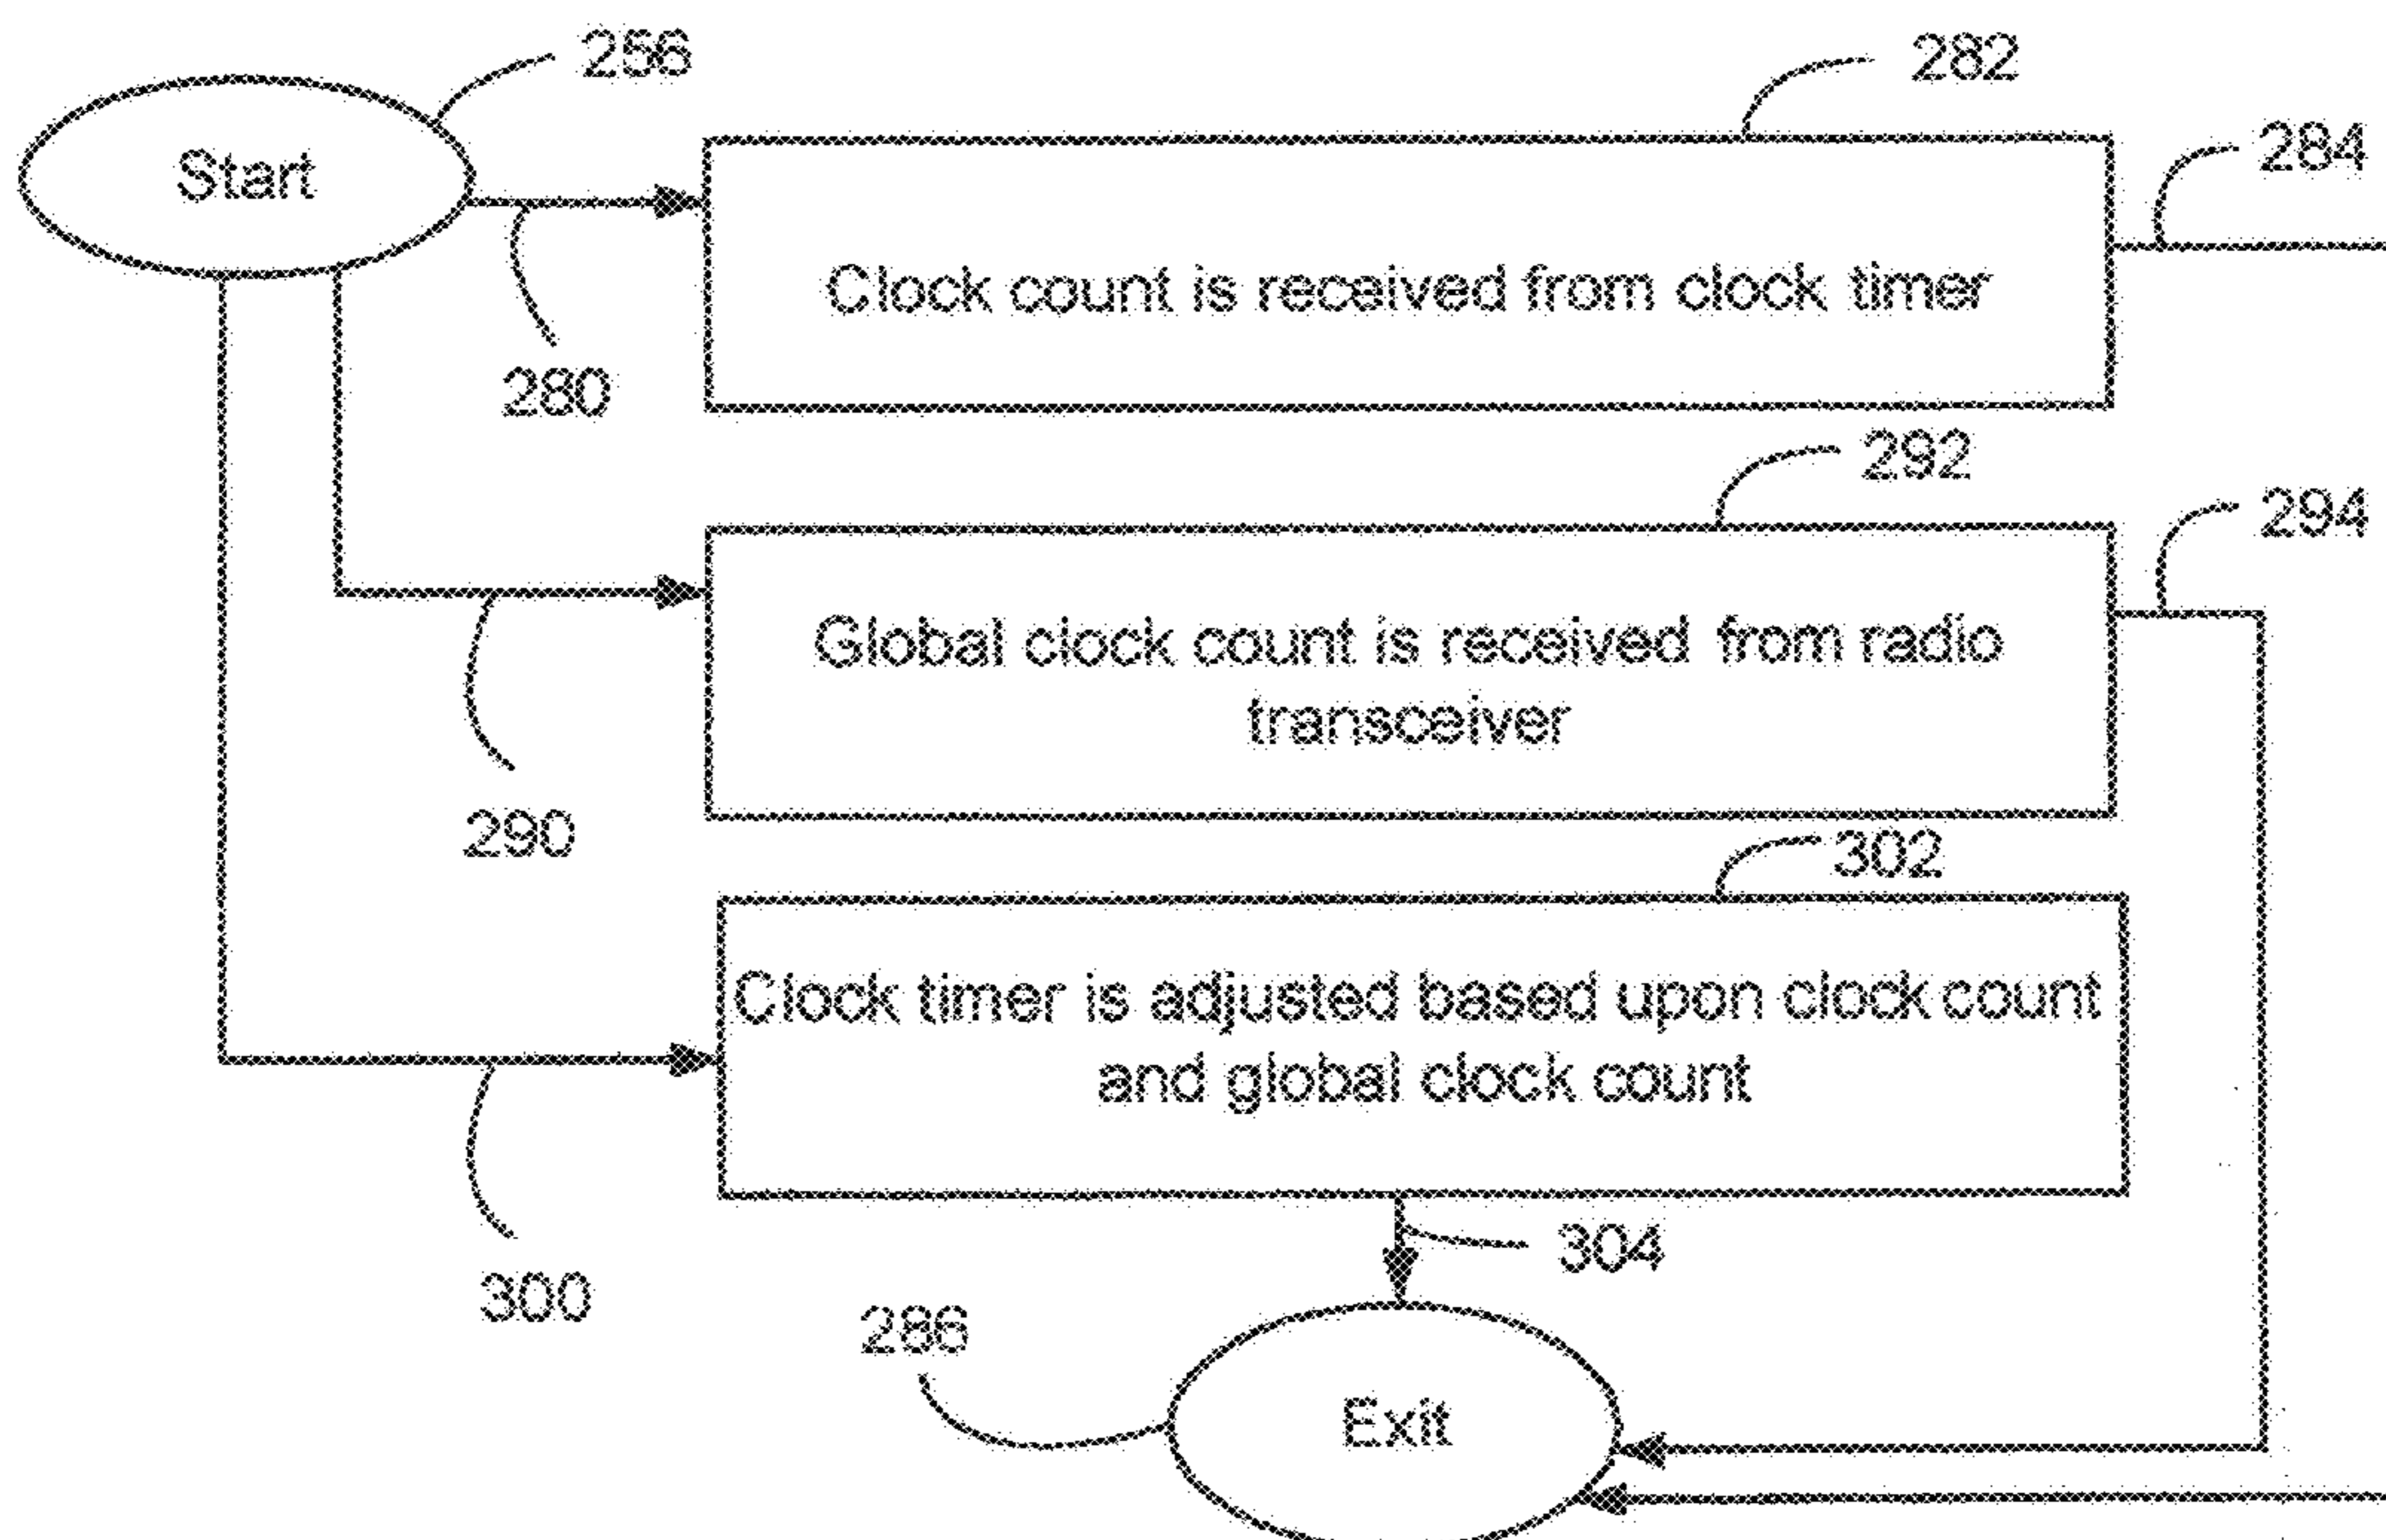 256
282
284
Start
Clock count is received from clock timer
280
292
294
Global clock count is received from radio
transceiver
290
302
Clock timer is adjusted based upon clock count
and global clock count
300
304
286
Exit